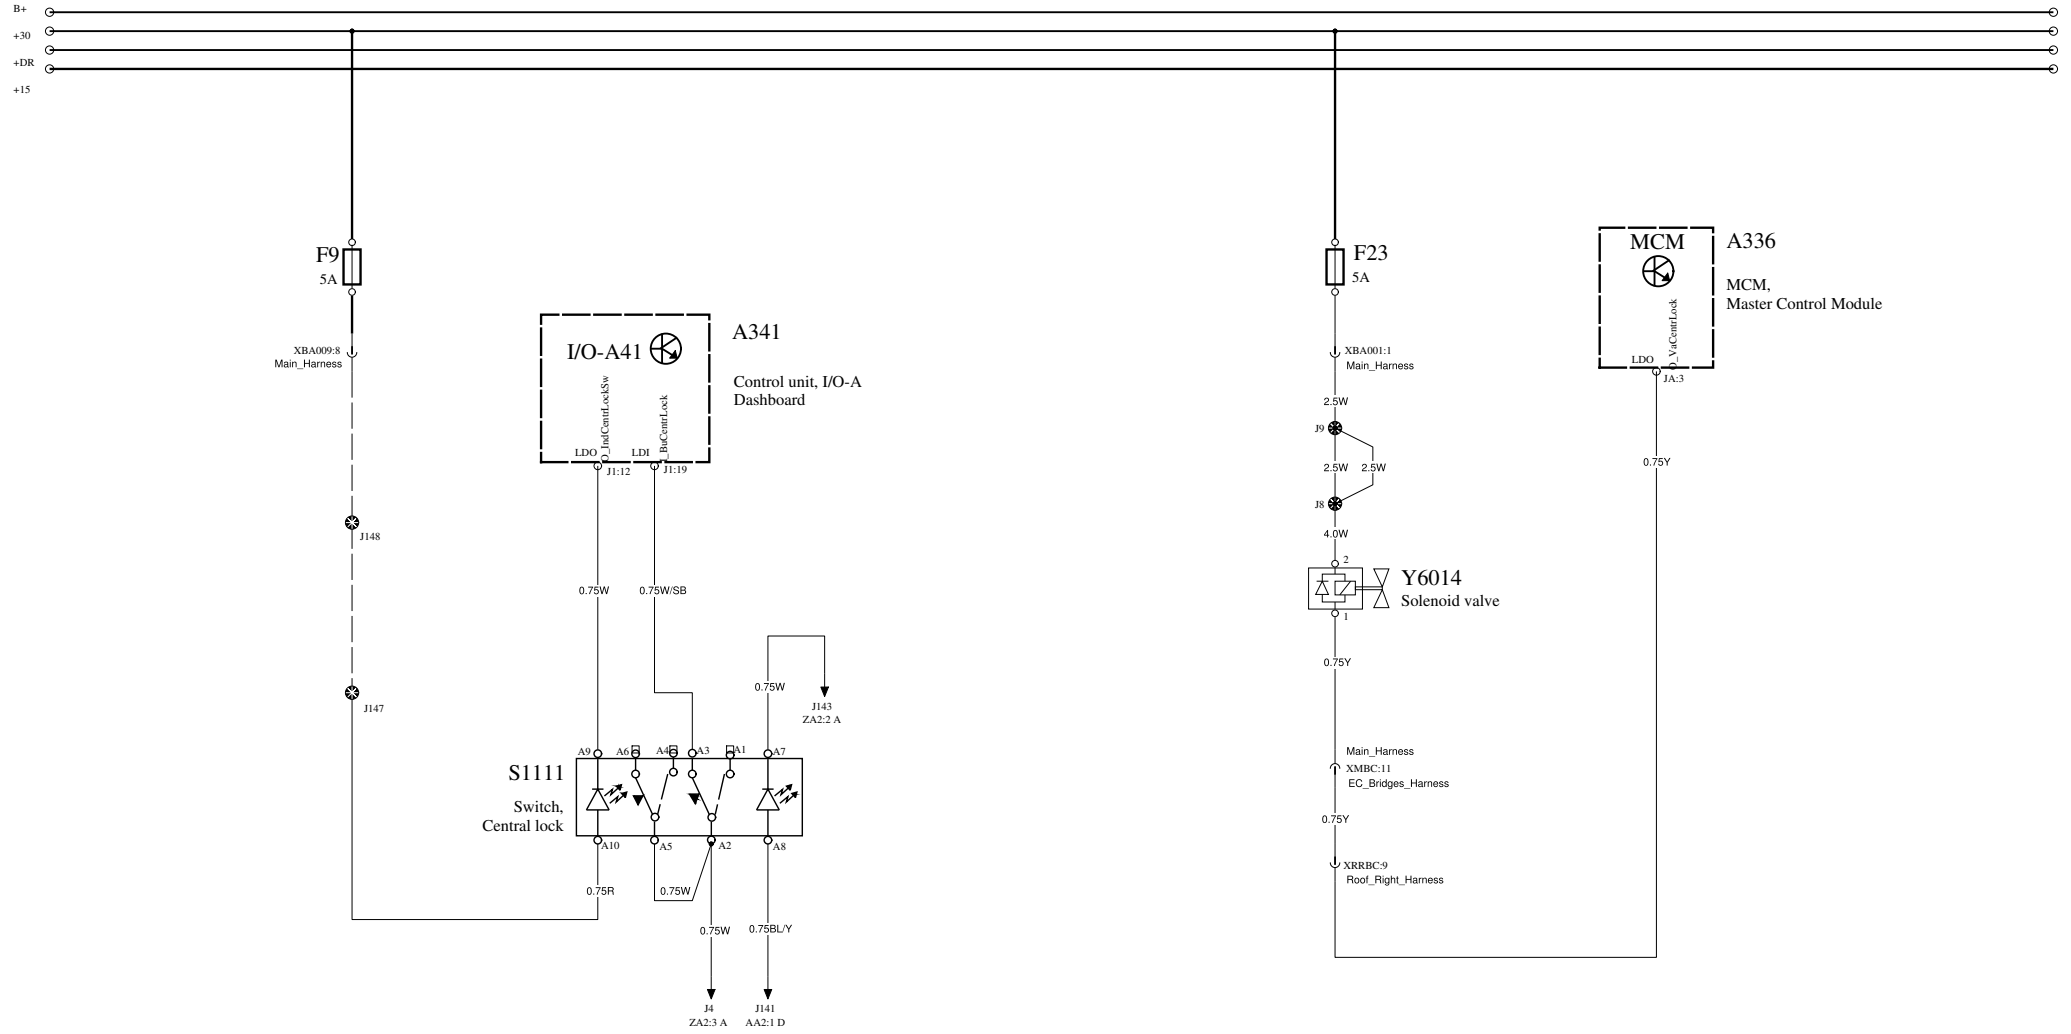 B+
+30
+DR
+15
F9
5A
XBA009:8
Main_Harness
J148
J147
I/O-A41
A341
Control unit, I/O-A
Dashboard
O_IndCentrLockSw
I_BuCentrLock
LDO
LDI
J1:12
J1:19
0.75W
0.75W/SB
0.75W
J143
ZA2:2 A
A9
A6
A4
A3
A1
A7
S1111
Switch,
Central lock
A10
A5
A2
A8
0.75R
0.75W
0.75W
0.75BL/Y
J4
ZA2:3 A
J141
AA2:1 D
F23
5A
XBA001:1
Main_Harness
2.5W
J9
2.5W
2.5W
J8
4.0W
2
Y6014
Solenoid valve
1
0.75Y
Main_Harness
XMBC:11
EC_Bridges_Harness
0.75Y
XRRBC:9
Roof_Right_Harness
MCM
A336
MCM,
Master Control Module
O_VaCentrLock
LDO
JA:3
0.75Y